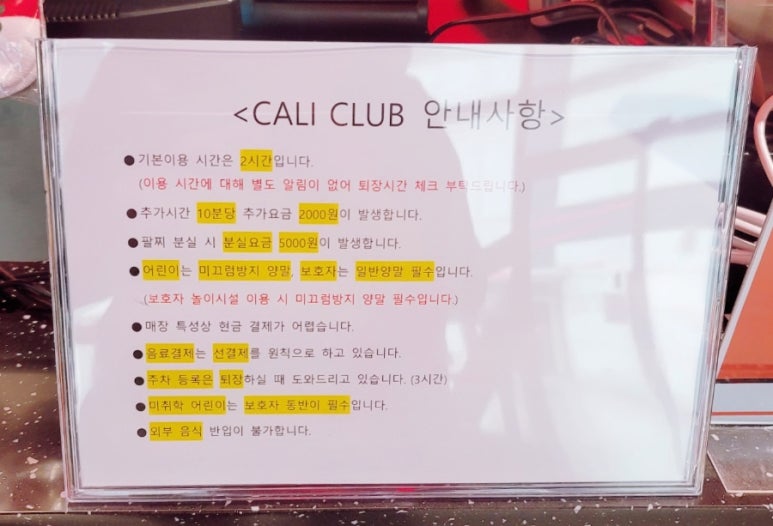 <CALI CLUB 안내사항>
● 기본이용 시간은 2시간입니다.
(이용 시간에 대해 별도 알림이 없어 퇴장시간 체크 부탁드립니다.)
● 추가시간 10분당 추가요금 2000원이 발생합니다.
● 팔찌 분실 시 분실요금 5000원이 발생합니다.
● 어린이는 미끄럼방지 양말, 보호자는 일반양말 필수입니다.
(보호자 놀이시설 이용 시 미끄럼방지 양말 필수입니다.)
● 매장 특성상 현금 결제가 어렵습니다.
● 음료결제는 선결제를 원칙으로 하고 있습니다.
● 주차 등록은 퇴장하실 때 도와드리고 있습니다. (3시간)
● 미취학 어린이는 보호자 동반이 필수입니다.
● 외부 음식 반입이 불가합니다.